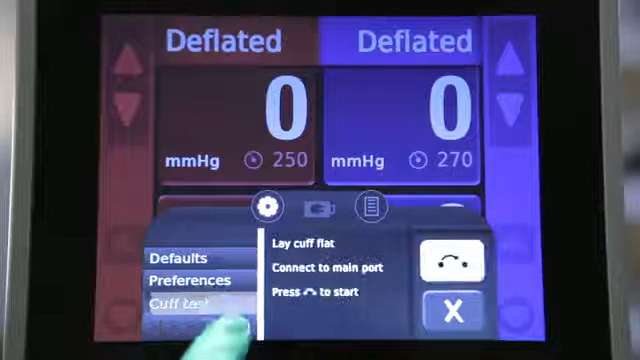 Deflated Deflated
0 0
mmHg 250 mmHg 270
Defaults
Preferences
Cuff test
Lay cuff flat
Connect to main port
Press to start
X